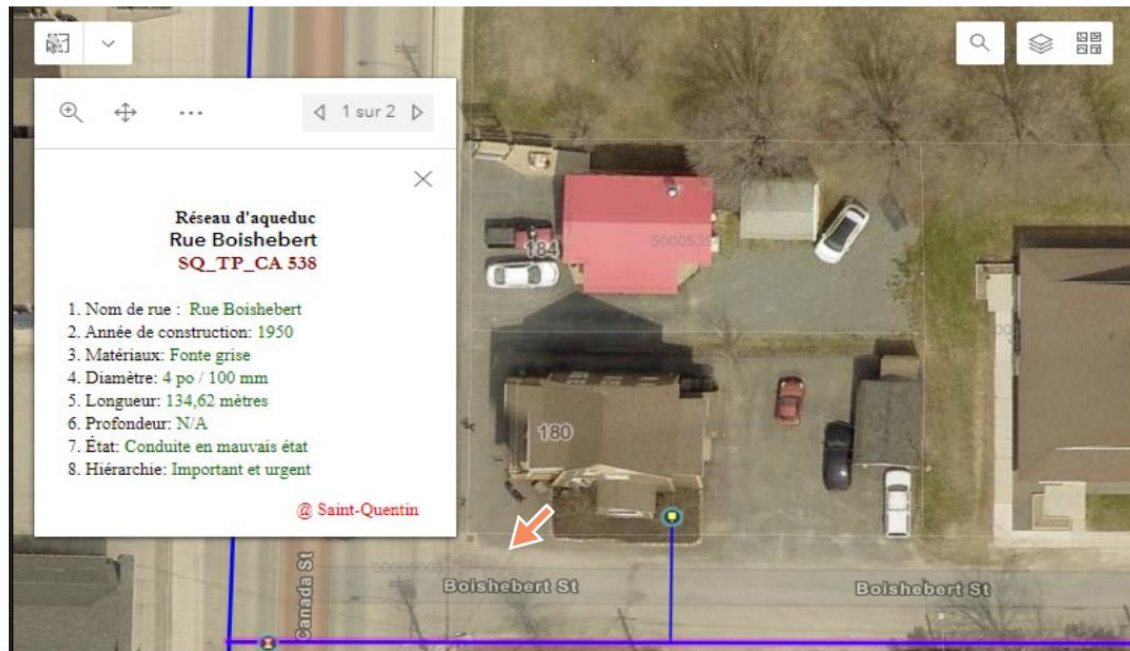 1 sur 2
Réseau d'aqueduc
Rue Boishebert
SQ_TP_CA 538
1. Nom de rue : Rue Boishebert
2. Année de construction: 1950
3. Matériaux: Fonte grise
4. Diamètre: 4 po / 100 mm
5. Longueur: 134,62 mètres
6. Profondeur: N/A
7. État: Conduite en mauvais état
8. Hiérarchie: Important et urgent
@ Saint-Quentin
184
180
Canada St
Boishebert St
Boishebert St